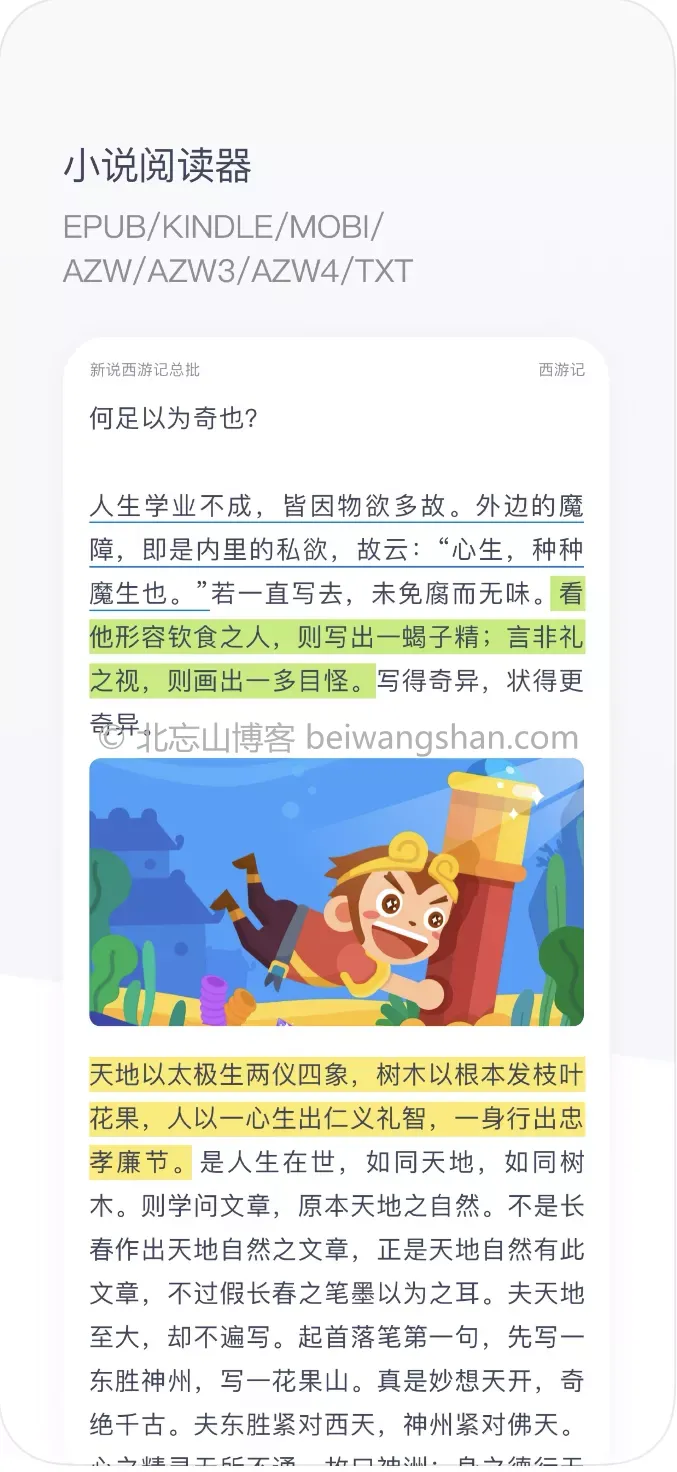 小说阅读器
EPUB/KINDLE/MOBI/
AZW/AZW3/AZW4/TXT
新说西游记总批
西游记
何足以为奇也？
人生学业不成，皆因物欲多故。外边的魔
障，即是内里的私欲，故云：“心生，种种
魔生也。”若一直写去，未免腐而无味。看
他形容饮食之人，则写出一蝎子精；言非礼
之视，则画出一多目怪。写得奇异，状得更
奇异。
© 北忘山博客 beiwangshan.com
天地以太极生两仪四象，树木以根本发枝叶
花果，人以一心生出仁义礼智，一身行出忠
孝廉节。是人生在世，如同天地，如同树
木。则学问文章，原本天地之自然。不是长
春作出天地自然之文章，正是天地自然有此
文章，不过假长春之笔墨以为之耳。夫天地
至大，却不遍写。起首落笔第一句，先写一
东胜神州，写一花果山。真是妙想天开，奇
绝千古。夫东胜紧对西天，神州紧对佛天。